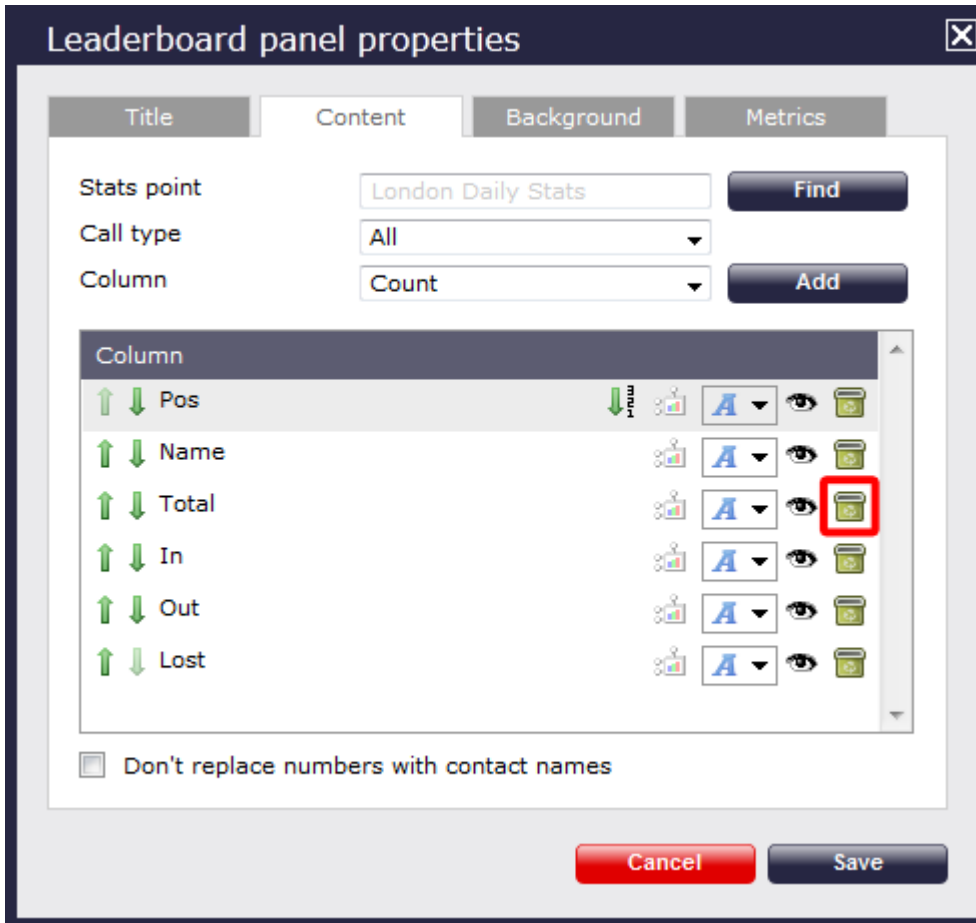 Leaderboard panel properties
Title Content Background Metrics
Stats point London Daily Stats Find
Call type All
Column Count Add
Column
Pos A
Name A
Total A
In A
Out A
Lost A
Don't replace numbers with contact names
Cancel Save